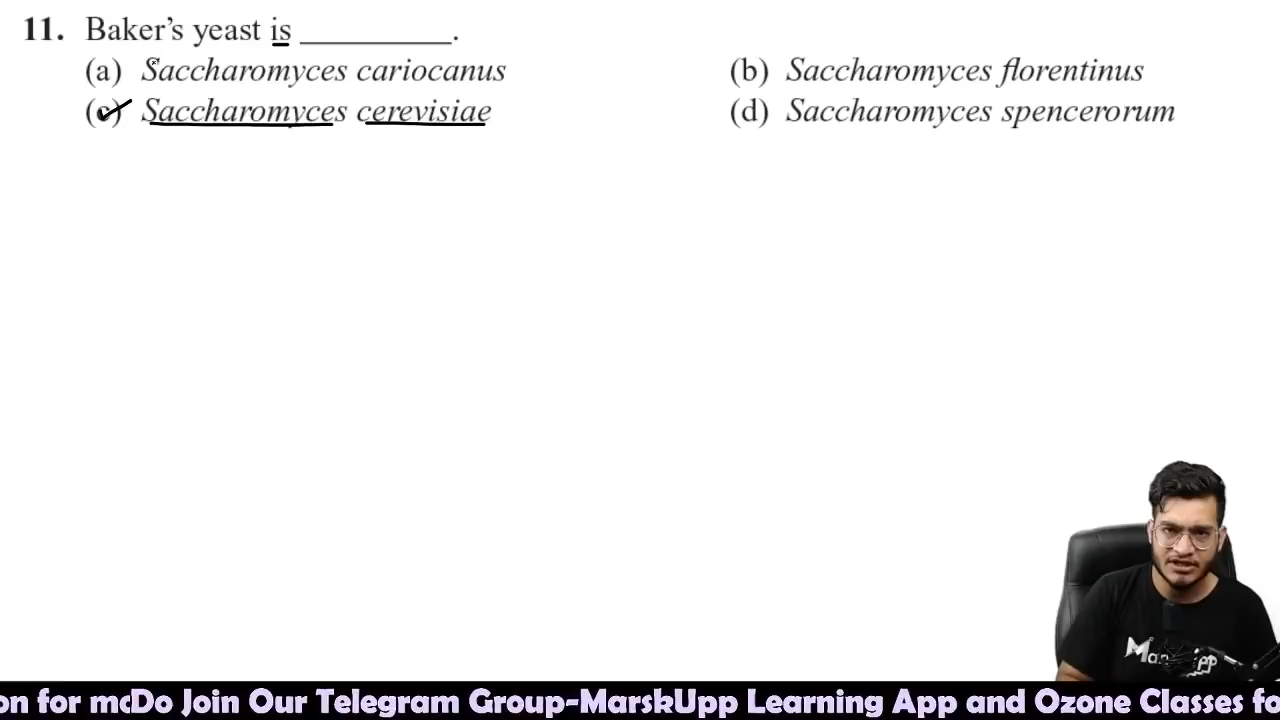 11. Baker's yeast is _________.
(a) Saccharomyces cariocanus (b) Saccharomyces florentinus
(c) Saccharomyces cerevisiae (d) Saccharomyces spencerorum
on for mcDo Join Our Telegram Group-MarskUpp Learning App and Ozone Classes fo